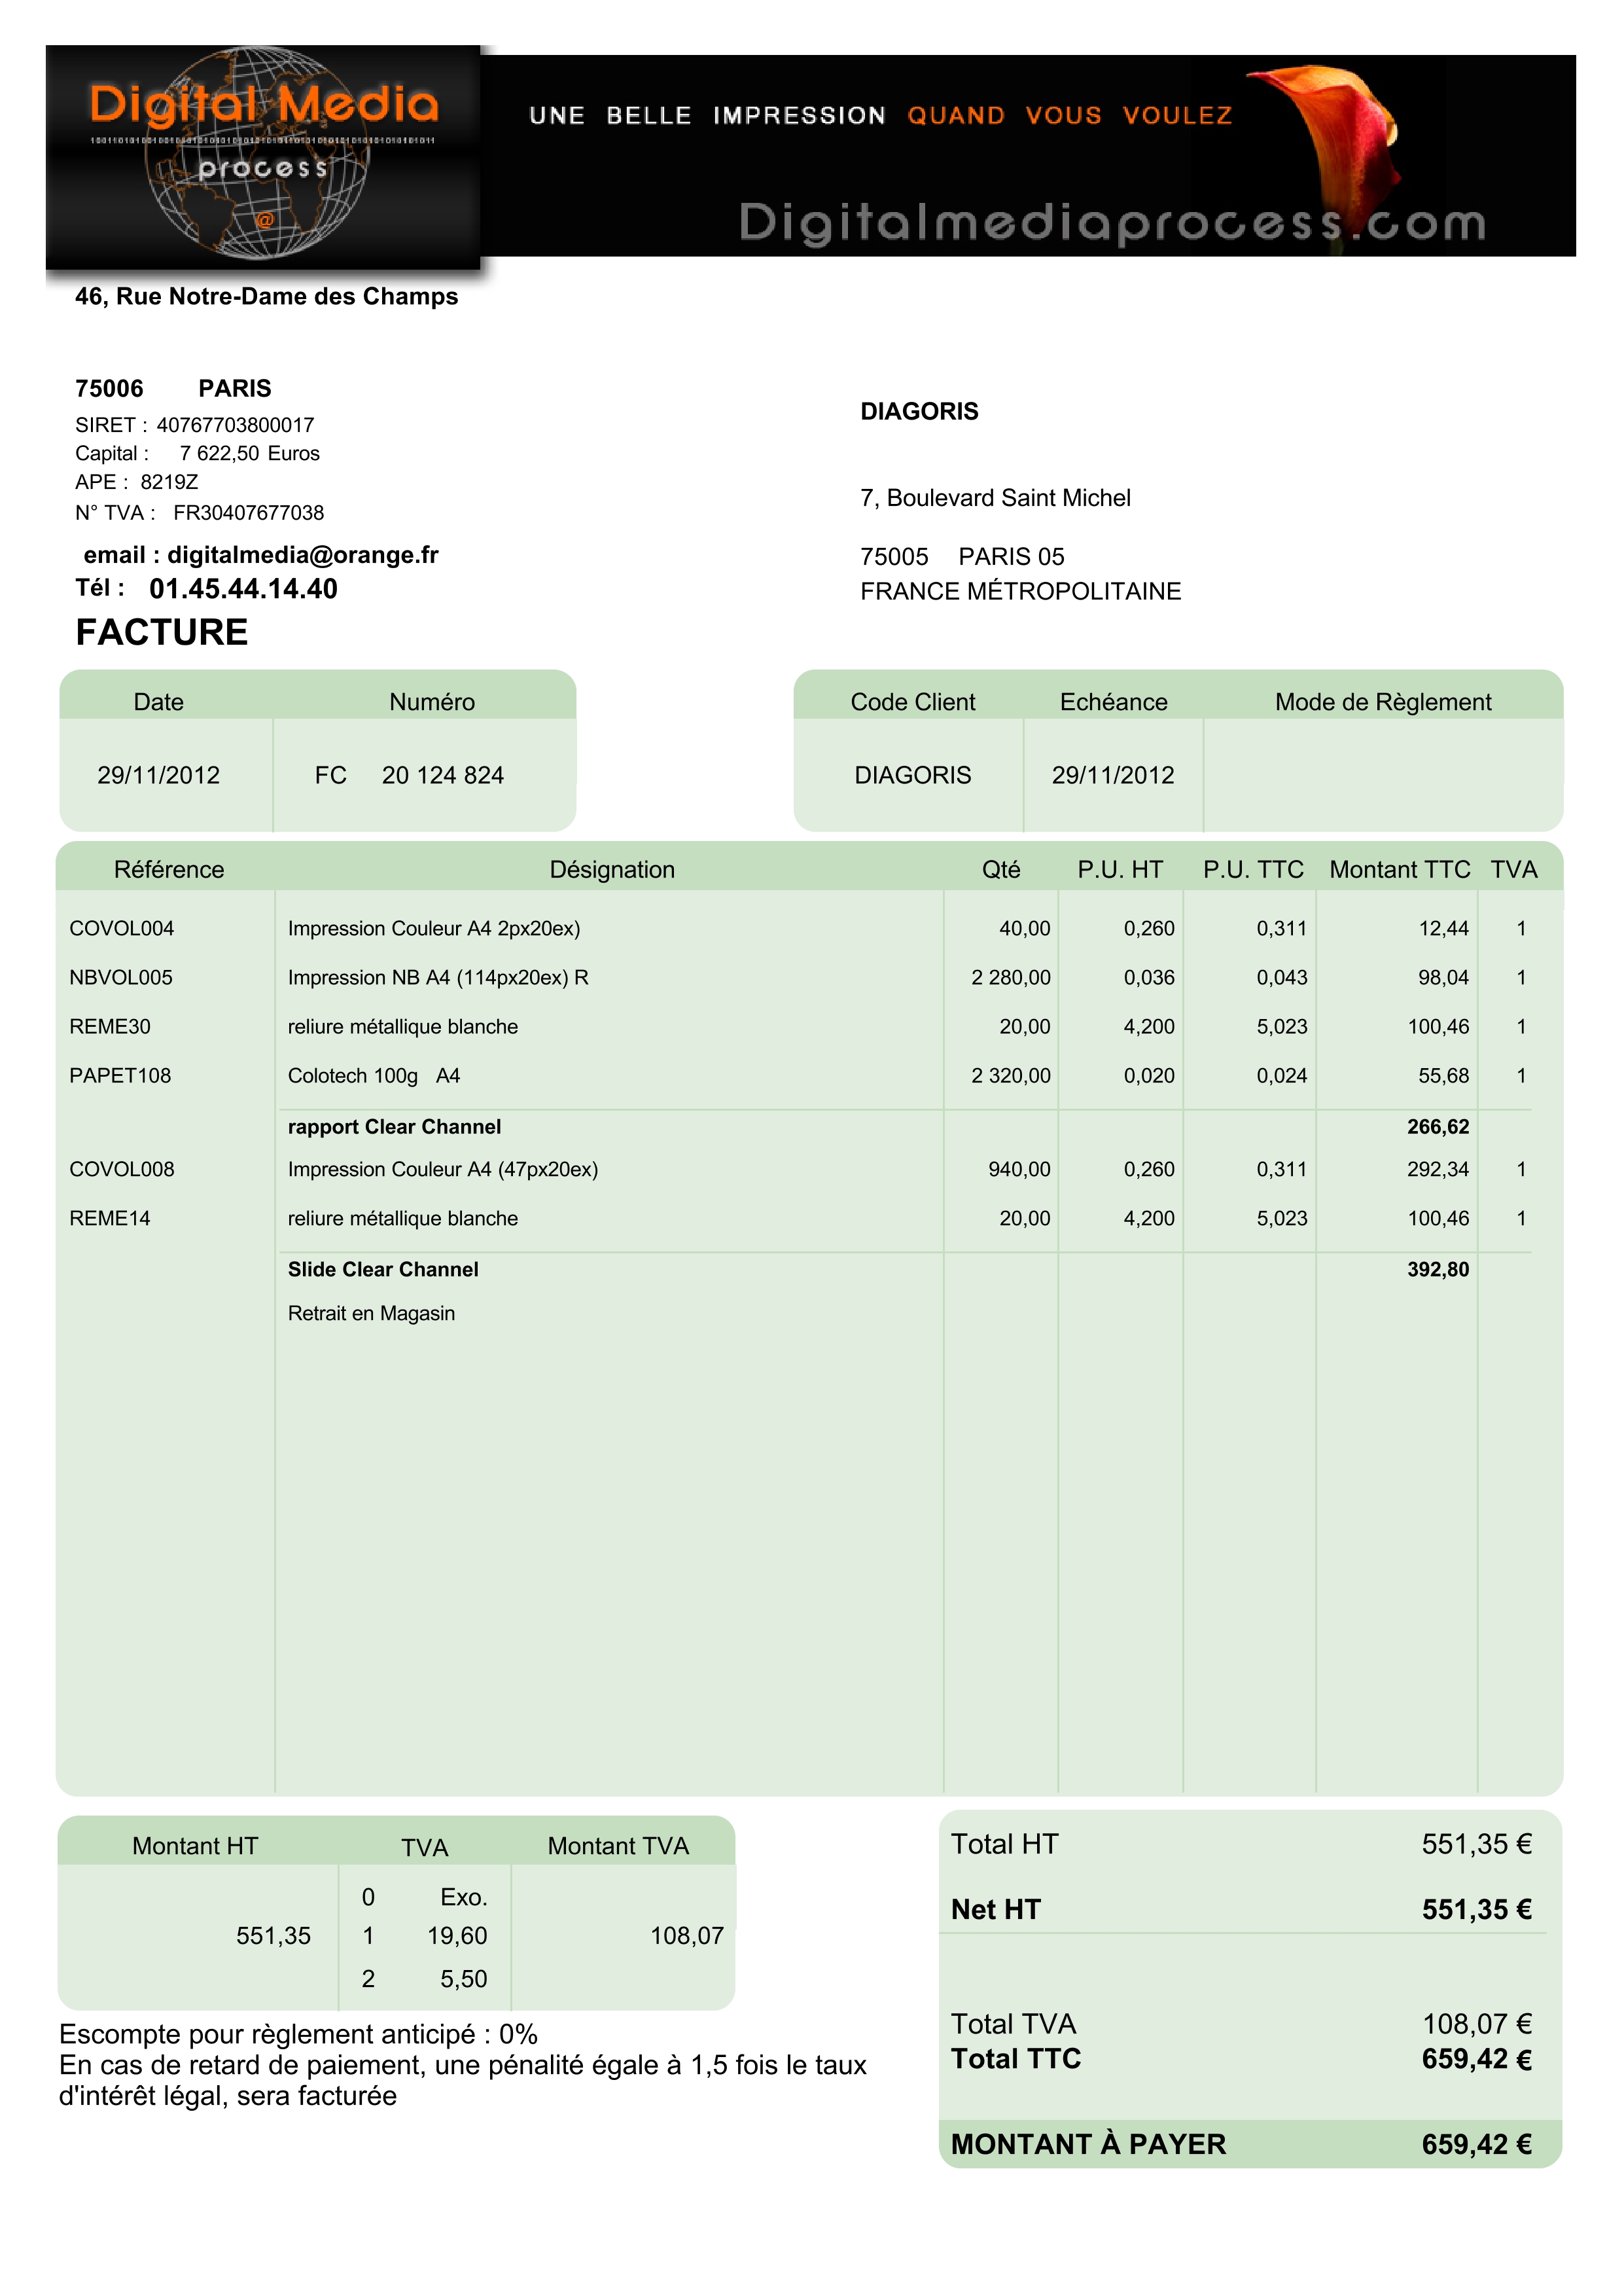 Digital Media
process
@
UNE BELLE IMPRESSION QUAND VOUS VOULEZ
Digitalmediaprocess.com
46, Rue Notre-Dame des Champs
75006 PARIS
SIRET : 40767703800017
Capital : 7 622,50 Euros
APE : 8219Z
N° TVA : FR30407677038
email : digitalmedia@orange.fr
Tél : 01.45.44.14.40
DIAGORIS
7, Boulevard Saint Michel
75005 PARIS 05
FRANCE MÉTROPOLITAINE
FACTURE
Date Numéro
29/11/2012 FC 20 124 824
Code Client Echéance Mode de Règlement
DIAGORIS 29/11/2012
Référence Désignation Qté P.U. HT P.U. TTC Montant TTC TVA
COVOL004 Impression Couleur A4 2px20ex) 40,00 0,260 0,311 12,44 1
NBVOL005 Impression NB A4 (114px20ex) R 2 280,00 0,036 0,043 98,04 1
REME30 reliure métallique blanche 20,00 4,200 5,023 100,46 1
PAPET108 Colotech 100g A4 2 320,00 0,020 0,024 55,68 1
rapport Clear Channel 266,62
COVOL008 Impression Couleur A4 (47px20ex) 940,00 0,260 0,311 292,34 1
REME14 reliure métallique blanche 20,00 4,200 5,023 100,46 1
Slide Clear Channel 392,80
Retrait en Magasin
Montant HT TVA Montant TVA
0 Exo.
551,35 1 19,60 108,07
2 5,50
Escompte pour règlement anticipé : 0%
En cas de retard de paiement, une pénalité égale à 1,5 fois le taux
d'intérêt légal, sera facturée
Total HT 551,35 €
Net HT 551,35 €
Total TVA 108,07 €
Total TTC 659,42 €
MONTANT À PAYER 659,42 €